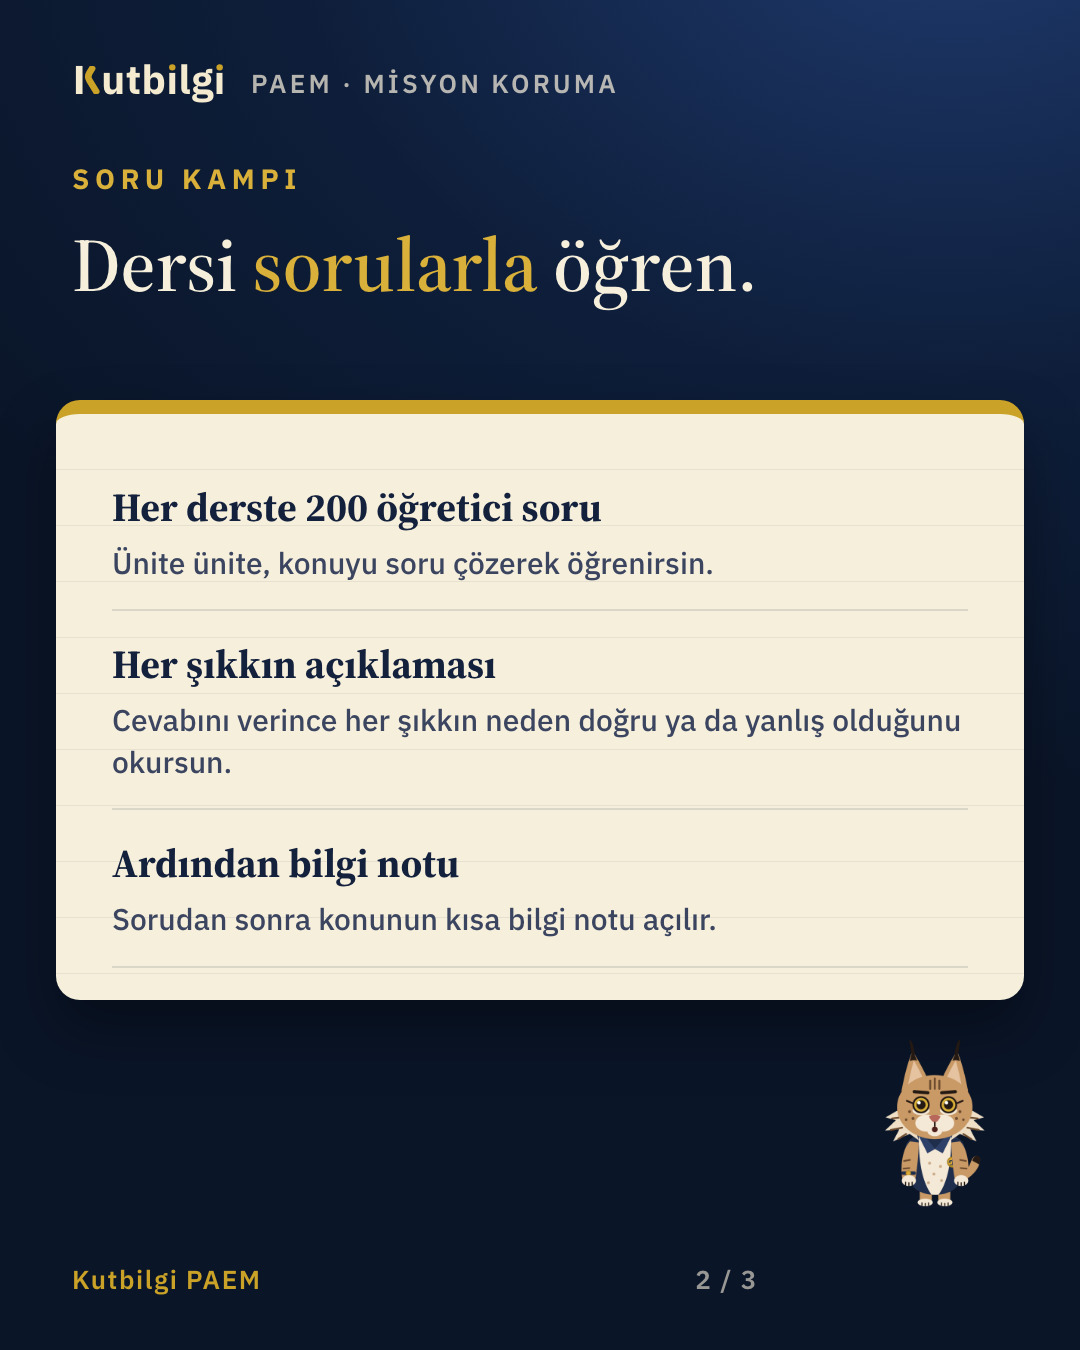 Kutbilgi PAEM · MİSYON KORUMA
SORU KAMPI
Dersi sorularla öğren.
Her derste 200 öğretici soru
Ünite ünite, konuyu soru çözerek öğrenirsin.
Her şıkkın açıklaması
Cevabını verince her şıkkın neden doğru ya da yanlış olduğunu
okursun.
Ardından bilgi notu
Sorudan sonra konunun kısa bilgi notu açılır.
Kutbilgi PAEM 2 / 3